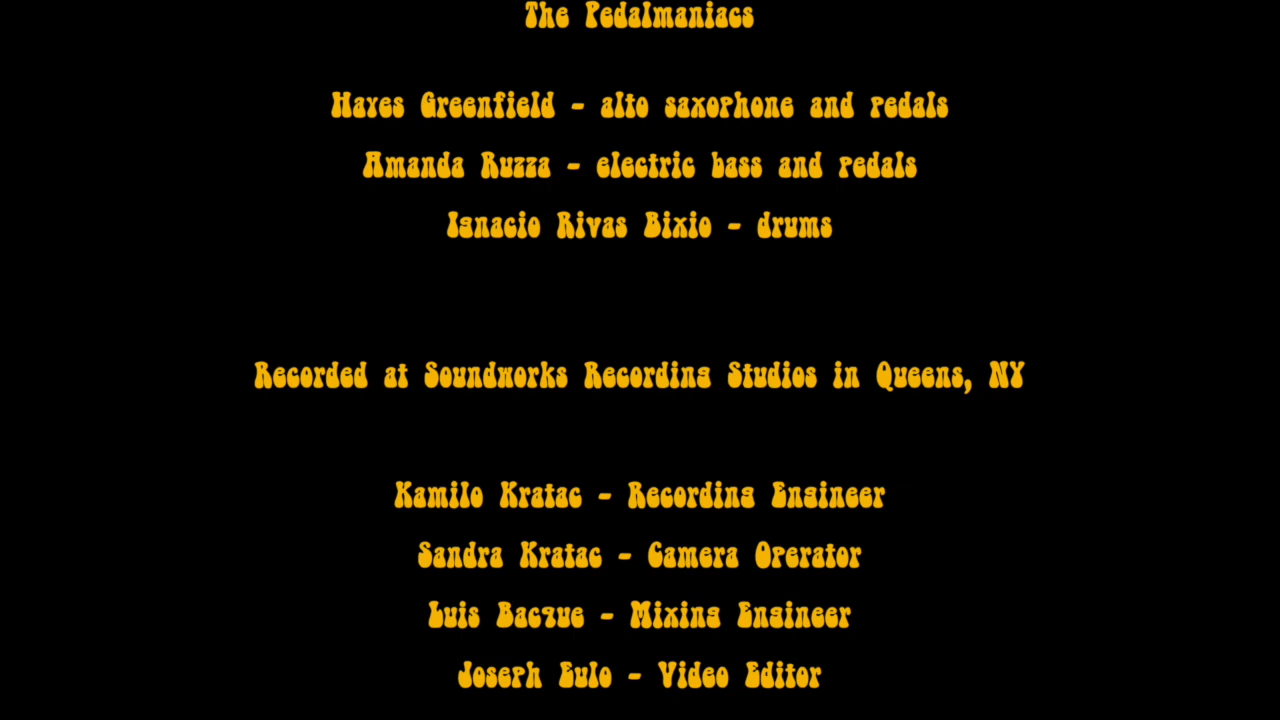 The Pedalmaniacs
Hayes Greenfield - alto saxophone and pedals
Amanda Ruzza - electric bass and pedals
Ignacio Rivas Bixio - drums
Recorded at Soundworks Recording Studios in Queens, NY
Kamilo Kratac - Recording Engineer
Sandra Kratac - Camera Operator
Luis Bacque - Mixing Engineer
Joseph Eulo - Video Editor